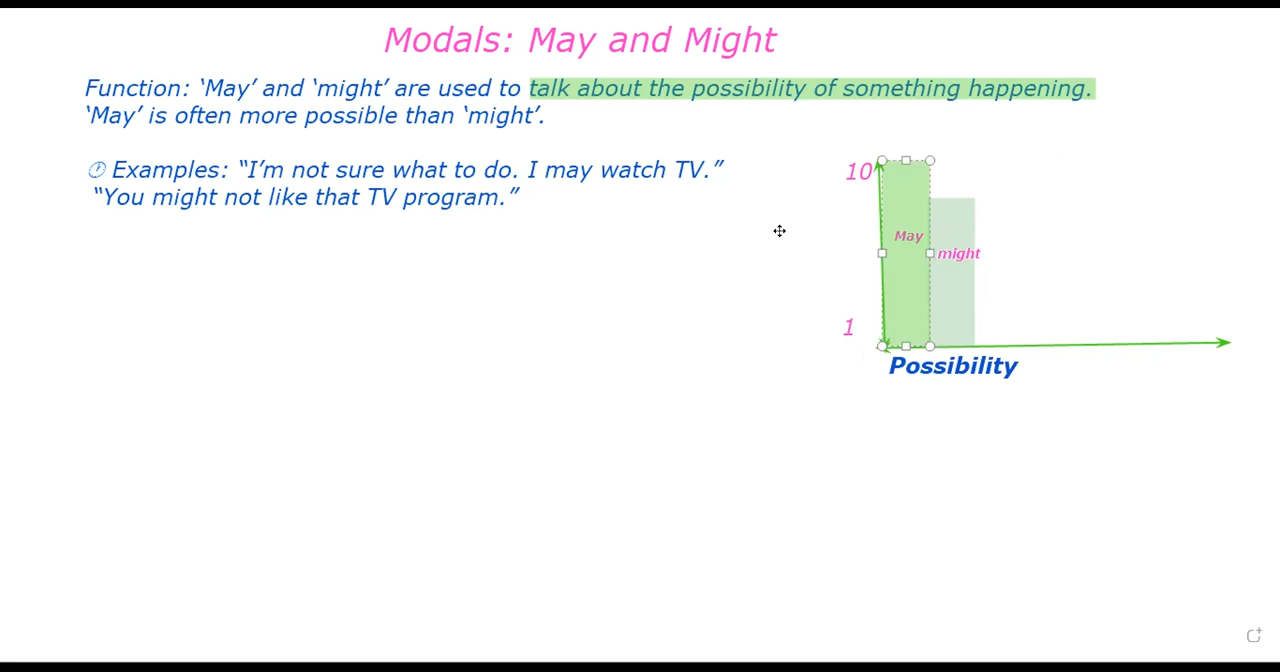 Modals: May and Might
Function: ‘May’ and ‘might’ are used to talk about the possibility of something happening.
‘May’ is often more possible than ‘might’.
Examples: “I’m not sure what to do. I may watch TV.”
“You might not like that TV program.”
10
May
might
1
Possibility